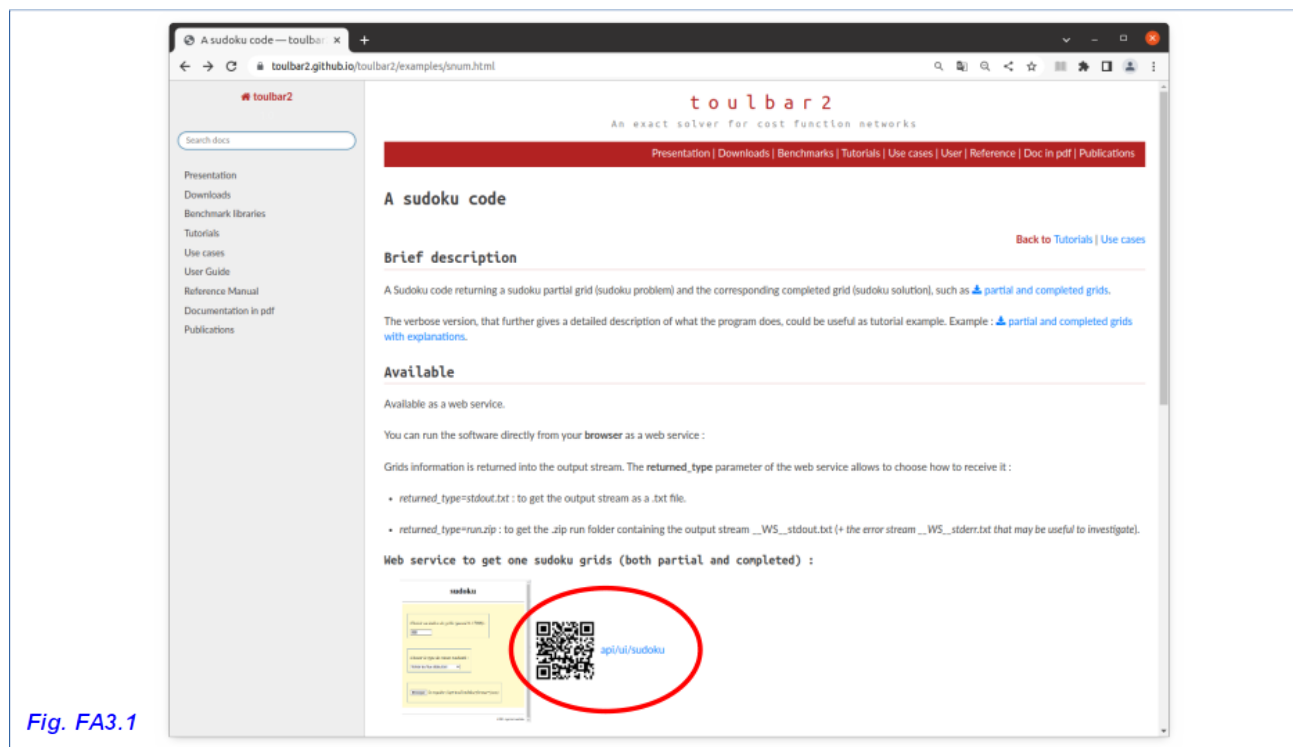 A sudoku code — toulbar
toulbar2.github.io/toulbar2/examples/snum.html
toulbar2
Search docs
Presentation
Downloads
Benchmark libraries
Tutorials
Use cases
User Guide
Reference Manual
Documentation in pdf
Publications
toulbar2
An exact solver for cost function networks
Presentation | Downloads | Benchmarks | Tutorials | Use cases | User | Reference | Doc in pdf | Publications
A sudoku code
Back to Tutorials | Use cases
Brief description
A Sudoku code returning a sudoku partial grid (sudoku problem) and the corresponding completed grid (sudoku solution), such as partial and completed grids.
The verbose version, that further gives a detailed description of what the program does, could be useful as tutorial example. Example : partial and completed grids
with explanations.
Available
Available as a web service.
You can run the software directly from your browser as a web service :
Grids information is returned into the output stream. The returned_type parameter of the web service allows to choose how to receive it :
• returned_type=stdout.txt : to get the output stream as a .txt file.
• returned_type=run.zip : to get the .zip run folder containing the output stream __WS__stdout.txt (+ the error stream __WS__stderr.txt that may be useful to investigate).
Web service to get one sudoku grids (both partial and completed) :
sudoku
api/ui/sudoku
Fig. FA3.1